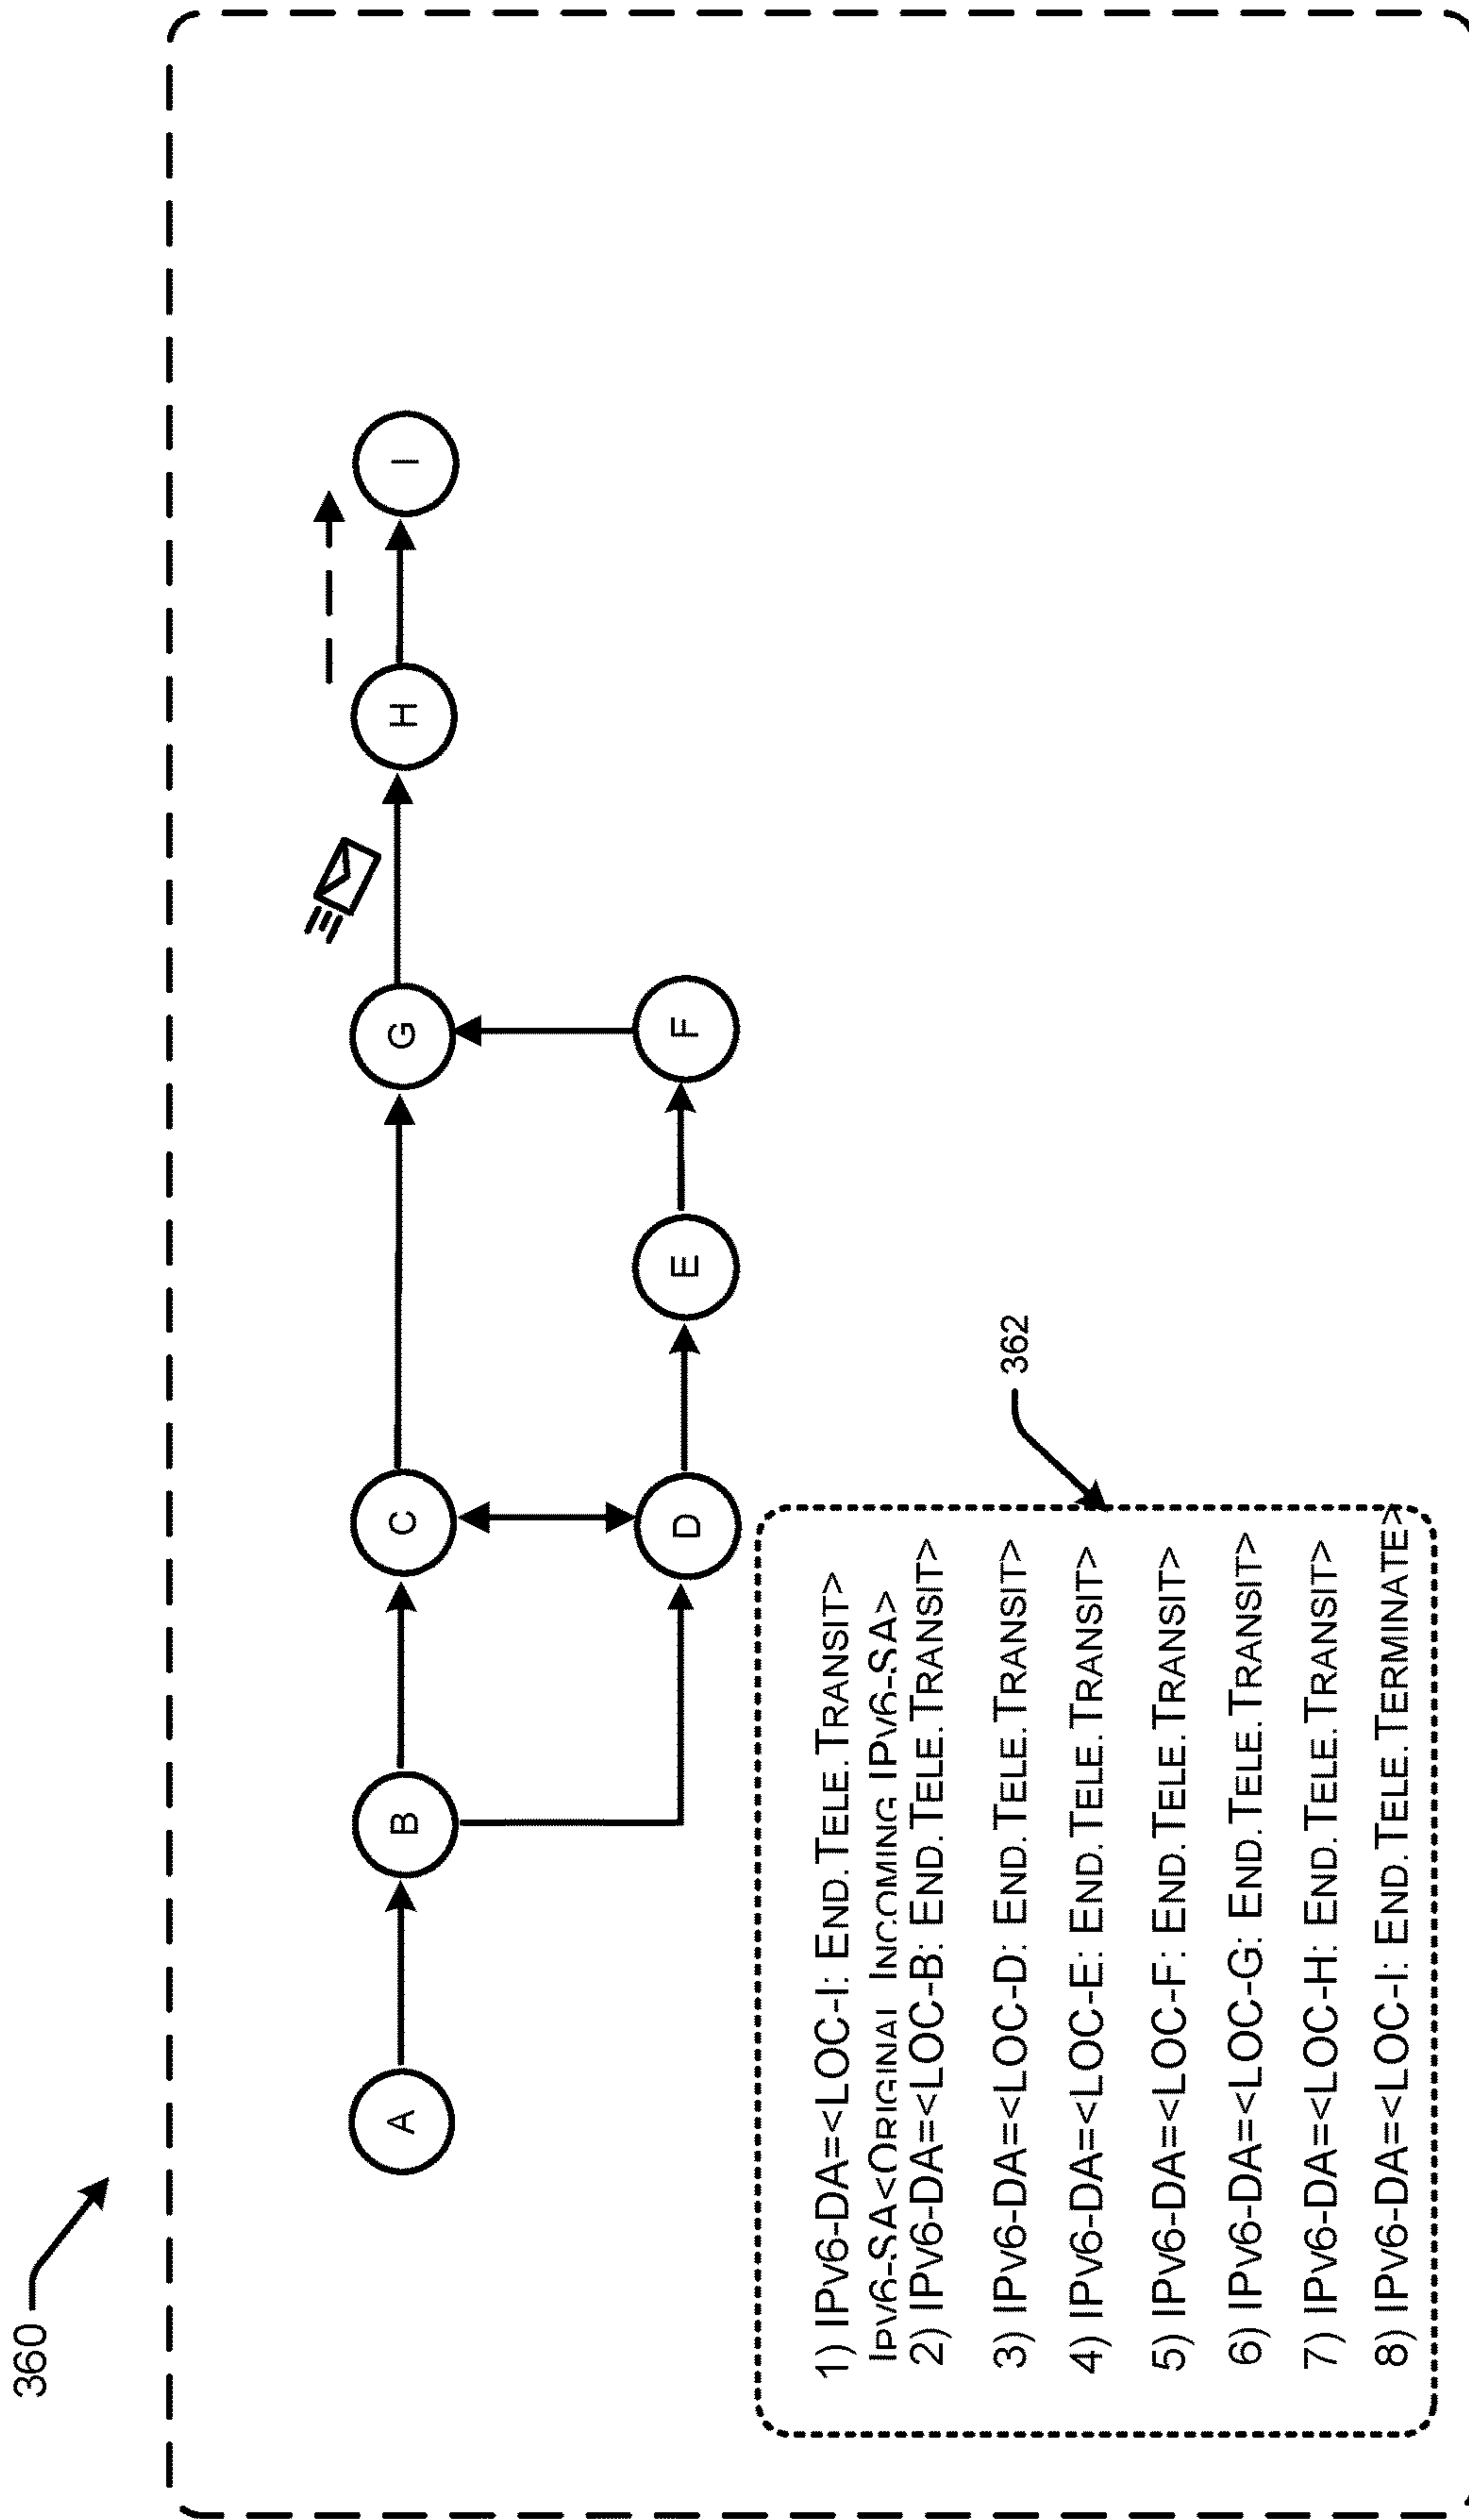 360
A
B
C
D
E
F
G
H
I
362
1) IPv6-DA=<LOC-I: END.TELE.TRANSIT>
IPv6-SA<ORIGINAL INCOMING IPv6-SA>
2) IPv6-DA=<LOC-B: END.TELE.TRANSIT>
3) IPv6-DA=<LOC-D: END.TELE.TRANSIT>
4) IPv6-DA=<LOC-E: END.TELE.TRANSIT>
5) IPv6-DA=<LOC-F: END.TELE.TRANSIT>
6) IPv6-DA=<LOC-G: END.TELE.TRANSIT>
7) IPv6-DA=<LOC-H: END.TELE.TRANSIT>
8) IPv6-DA=<LOC-I: END.TELE.TERMINATE>